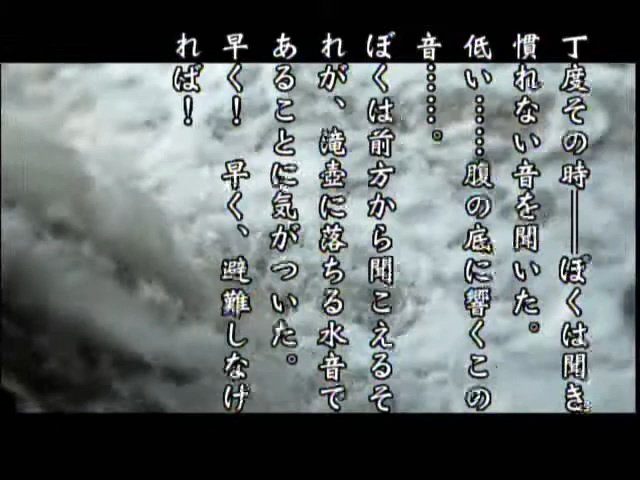 丁度その時――ぼくは聞き
慣れない音を聞いた。
低い……腹の底に響くこの
音……。
ぼくは前方から聞こえるそ
れが、滝壺に落ちる水音で
あることに気がついた。
早く！　早く、避難しなけ
れば！